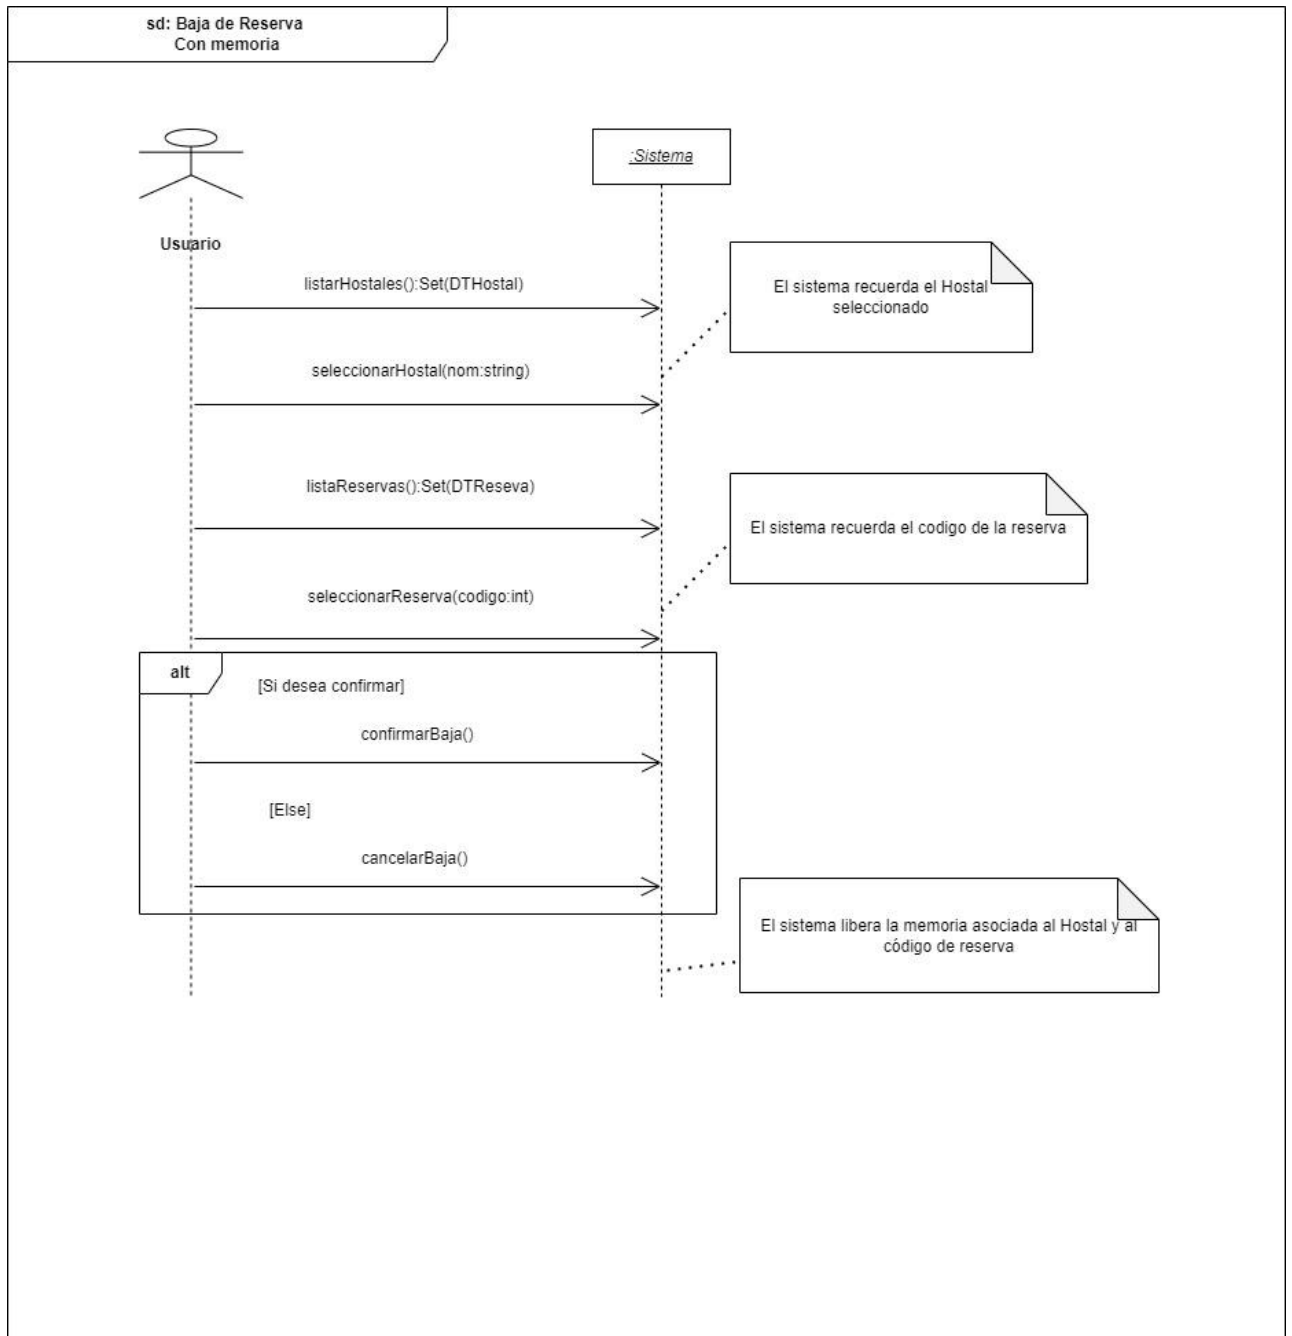 sd: Baja de Reserva
Con memoria
:Sistema
Usuario
listarHostales():Set(DTHostal)
El sistema recuerda el Hostal
seleccionado
seleccionarHostal(nom:string)
listaReservas():Set(DTReseva)
El sistema recuerda el codigo de la reserva
seleccionarReserva(codigo:int)
alt
[Si desea confirmar]
confirmarBaja()
[Else]
cancelarBaja()
El sistema libera la memoria asociada al Hostal y al
código de reserva